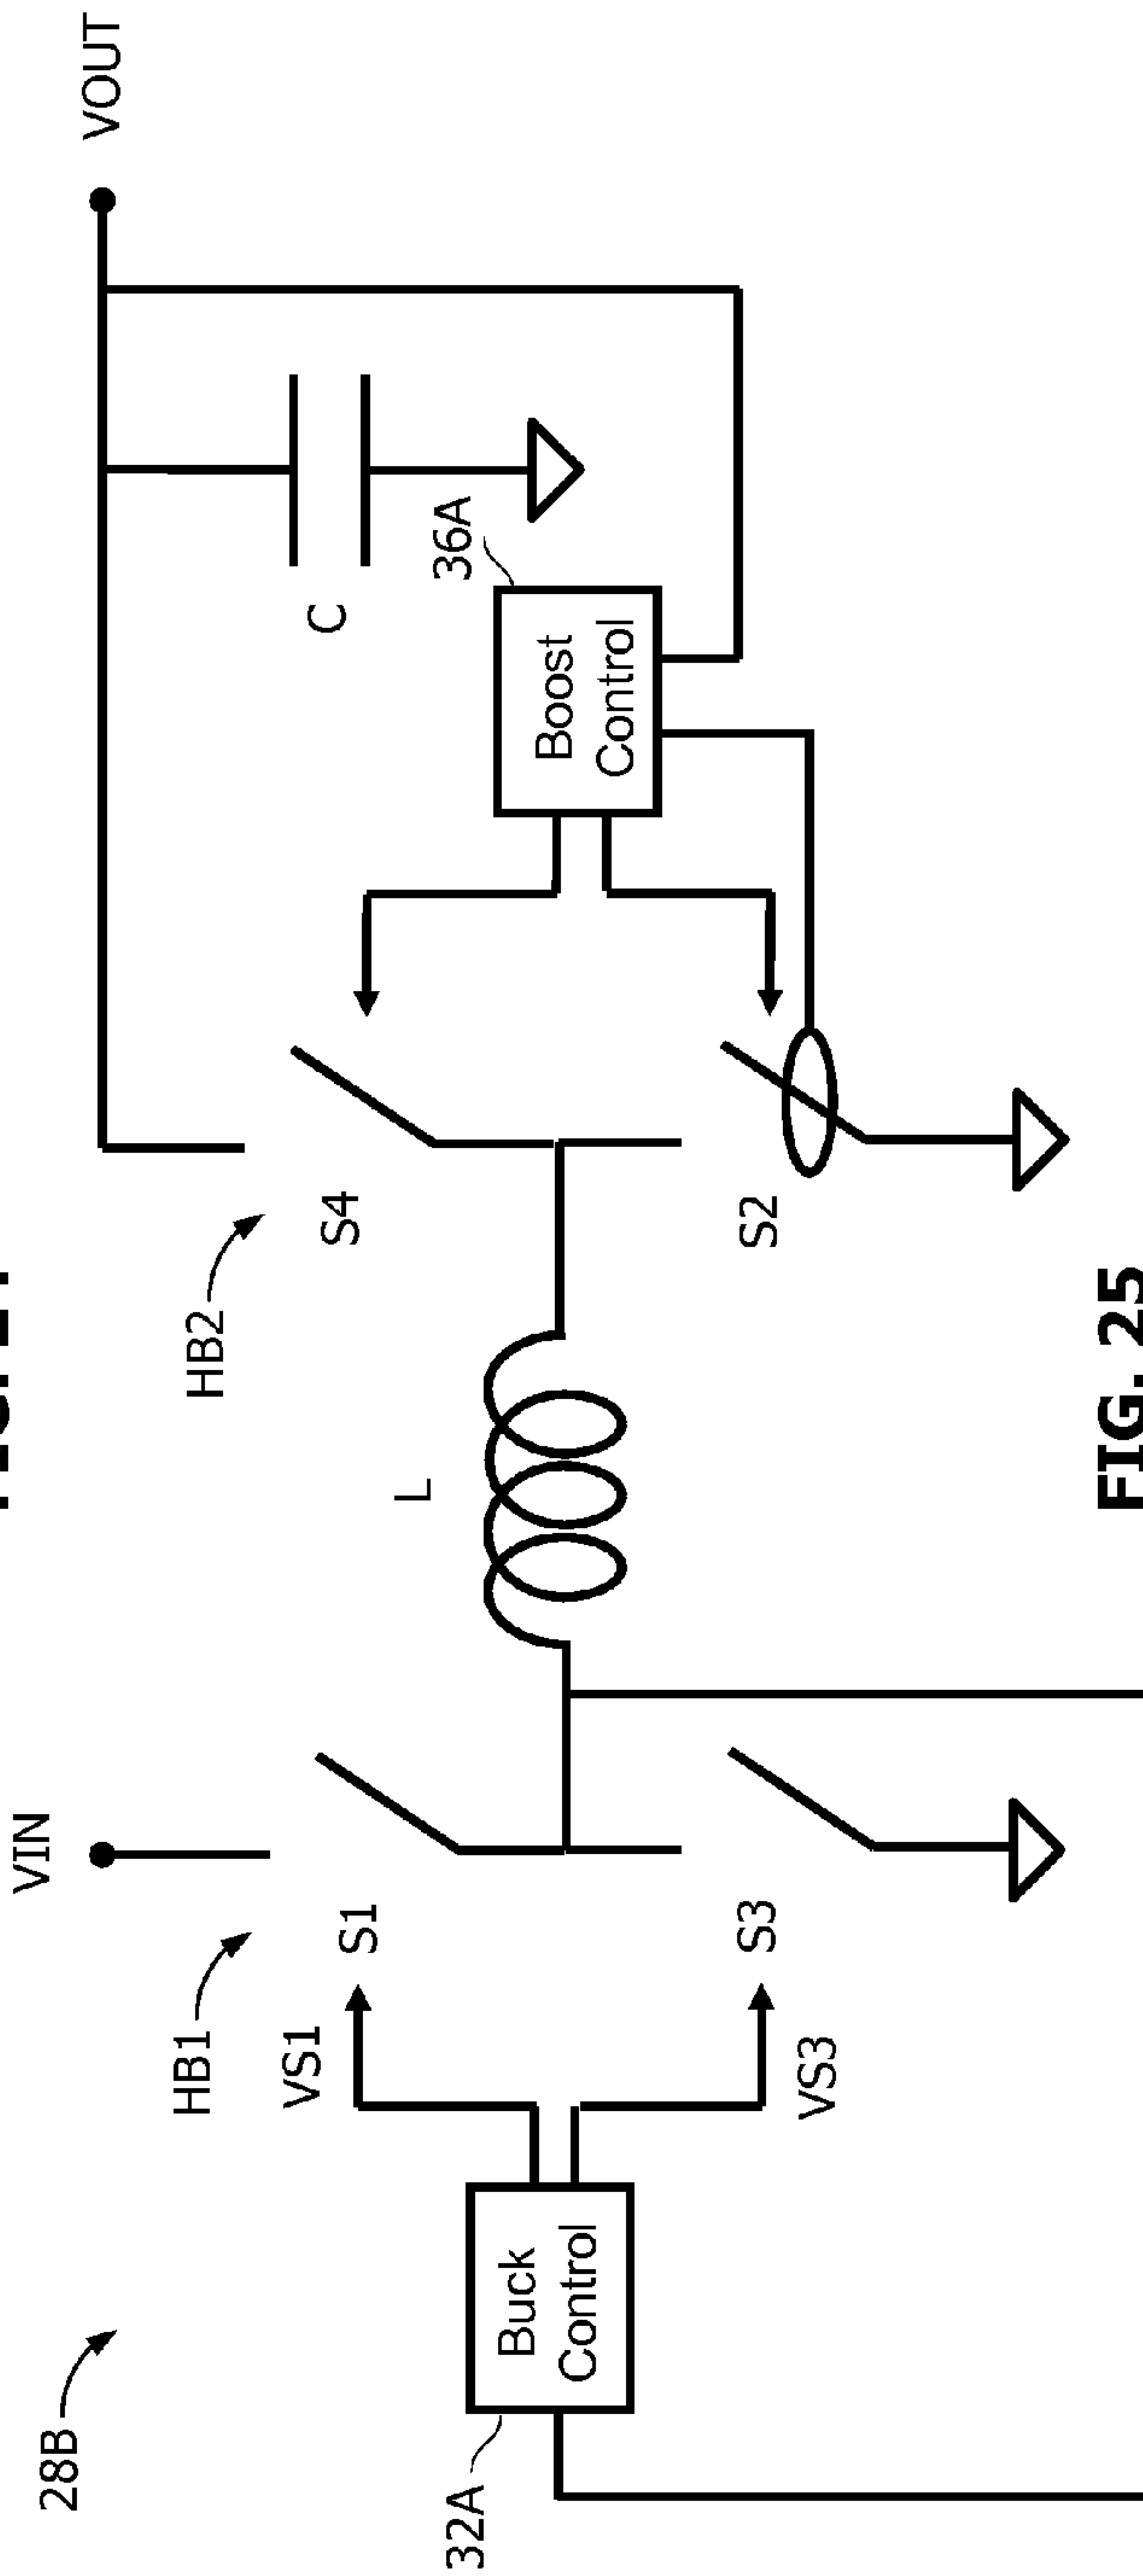 28B
VIN
VOUT
HB1
HB2
VS1
S1
L
S4
C
32A
Buck
Control
36A
Boost
Control
VS3
S3
S2
FIG. 25